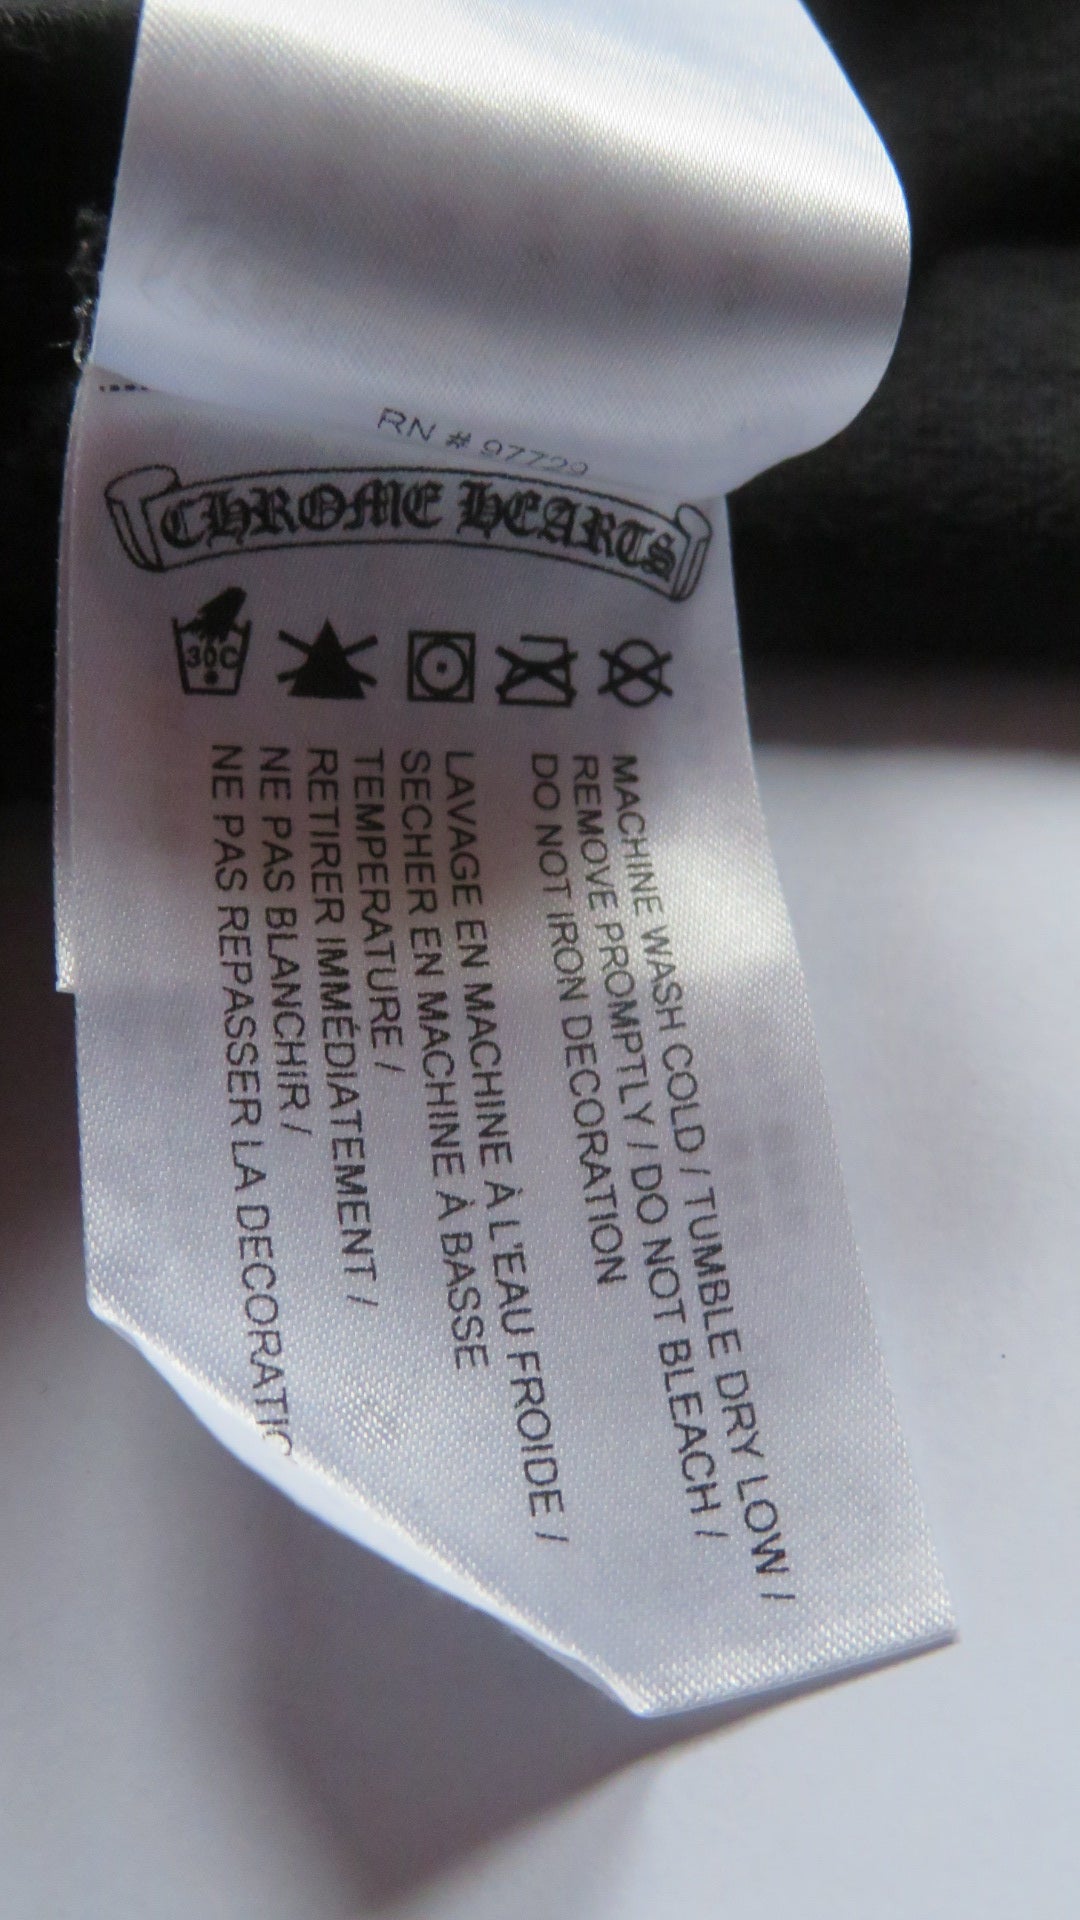 RN # 97729
CHROME HEARTS
30C
MACHINE WASH COLD / TUMBLE DRY LOW /
REMOVE PROMPTLY / DO NOT BLEACH /
DO NOT IRON DECORATION
LAVAGE EN MACHINE À L'EAU FROIDE /
SECHER EN MACHINE À BASSE
TEMPERATURE /
RETIRER IMMÉDIATEMENT /
NE PAS BLANCHIR /
NE PAS REPASSER LA DECORATIO